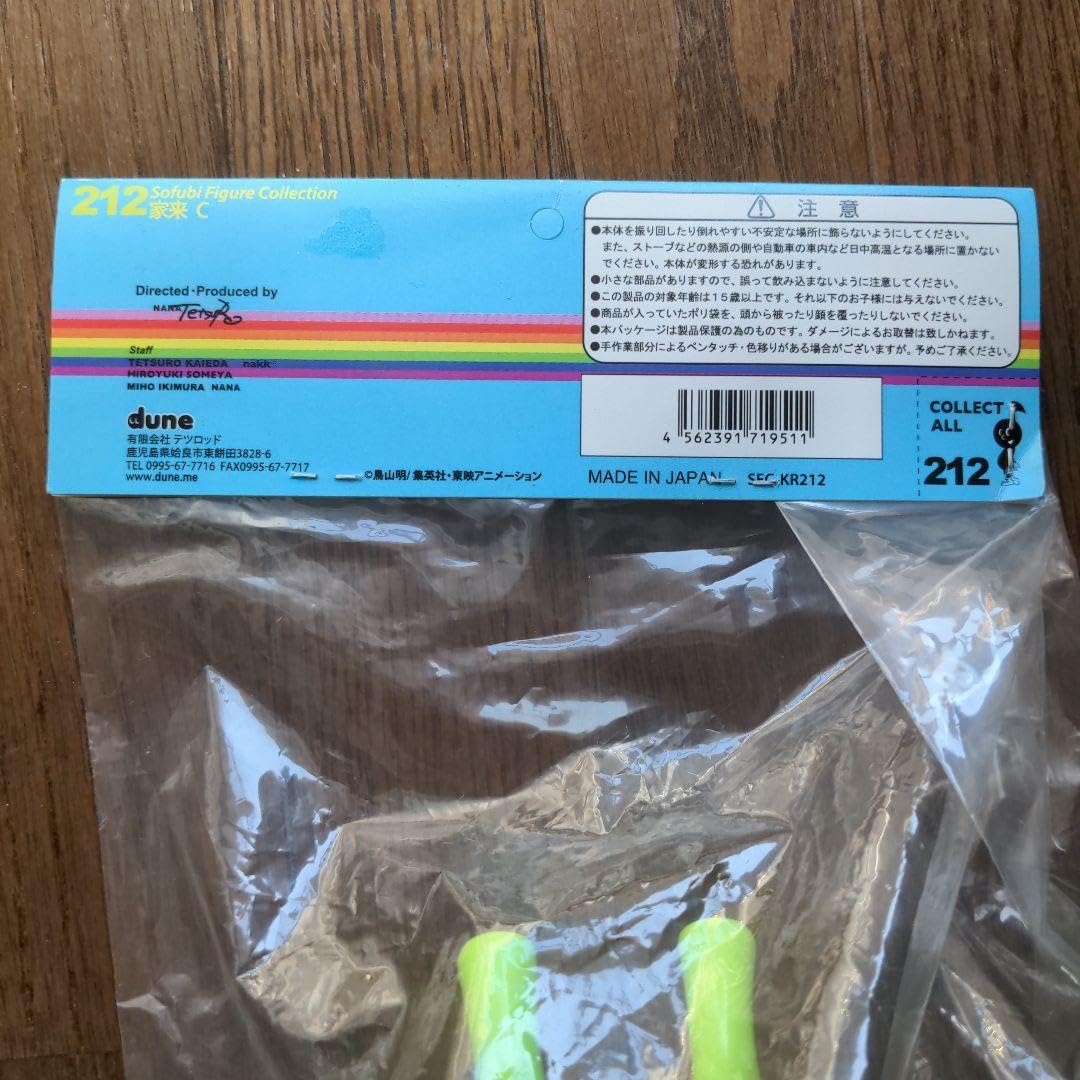 212 Sofubi Figure Collection
家来 C
Directed・Produced by
NANA Tetsuro
Staff
TETSURO KAIEDA nakk
HIROYUKI SOMEYA
MIHO IKIMURA NANA
dune
有限会社 テツロッド
鹿児島県姶良市東餅田3828-6
TEL 0995-67-7716 FAX0995-67-7717
www.dune.me
©鳥山明/集英社・東映アニメーション
注 意
●本体を振り回したり倒れやすい不安定な場所に飾らないようにしてください。
また、ストーブなどの熱源の側や自動車の車内など日中高温となる場所に置かない
でください。本体が変形する恐れがあります。
●小さな部品がありますので、誤って飲み込まないように注意してください。
●この製品の対象年齢は15歳以上です。それ以下のお子様には与えないでください。
●商品が入っていたポリ袋を、頭から被ったり顔を覆ったりしないでください。
●本パッケージは製品保護の為のものです。ダメージによるお取替は致しかねます。
●手作業部分によるペンタッチ・色移りがある場合がございますが。予めご了承ください。
4 562391 719511
MADE IN JAPAN SFC-KR212
COLLECT
ALL
212